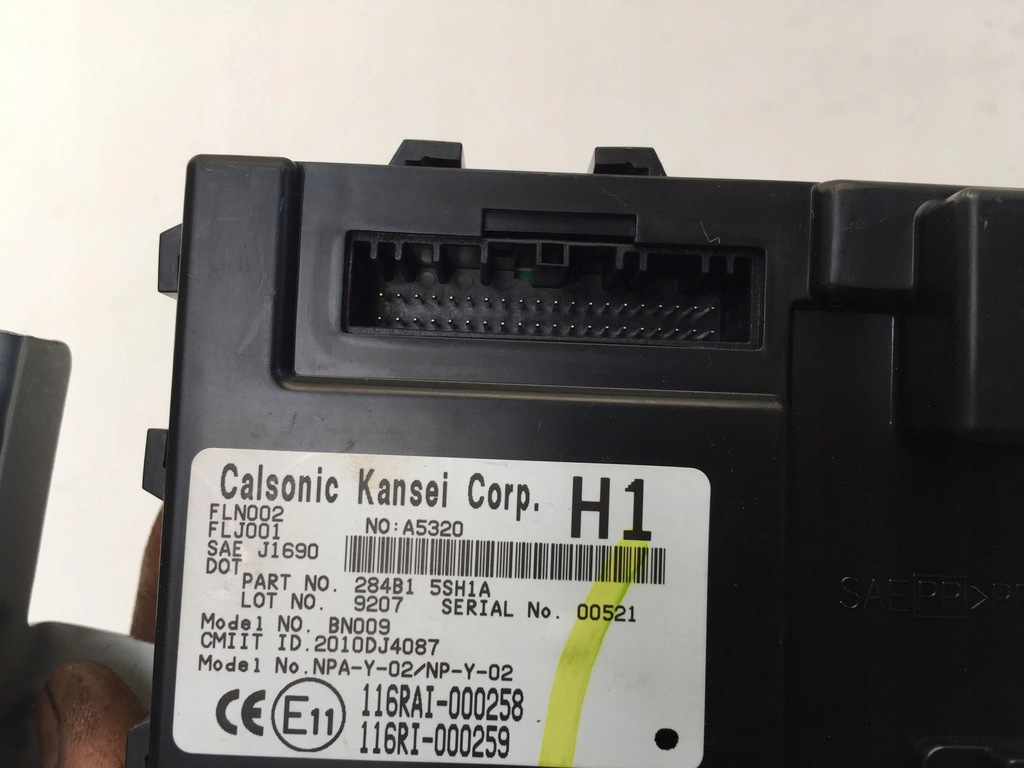 Calsonic Kansei Corp. H1
FLN002
FLJ001 NO:A5320
SAE J1690
DOT
PART NO. 284B1 5SH1A
LOT NO. 9207 SERIAL No. 00521
Model NO. BN009
CMIIT ID.2010DJ4087
Model No.NPA-Y-02/NP-Y-02
CE E11 116RAI-000258
116RI-000259
SAE PP >P